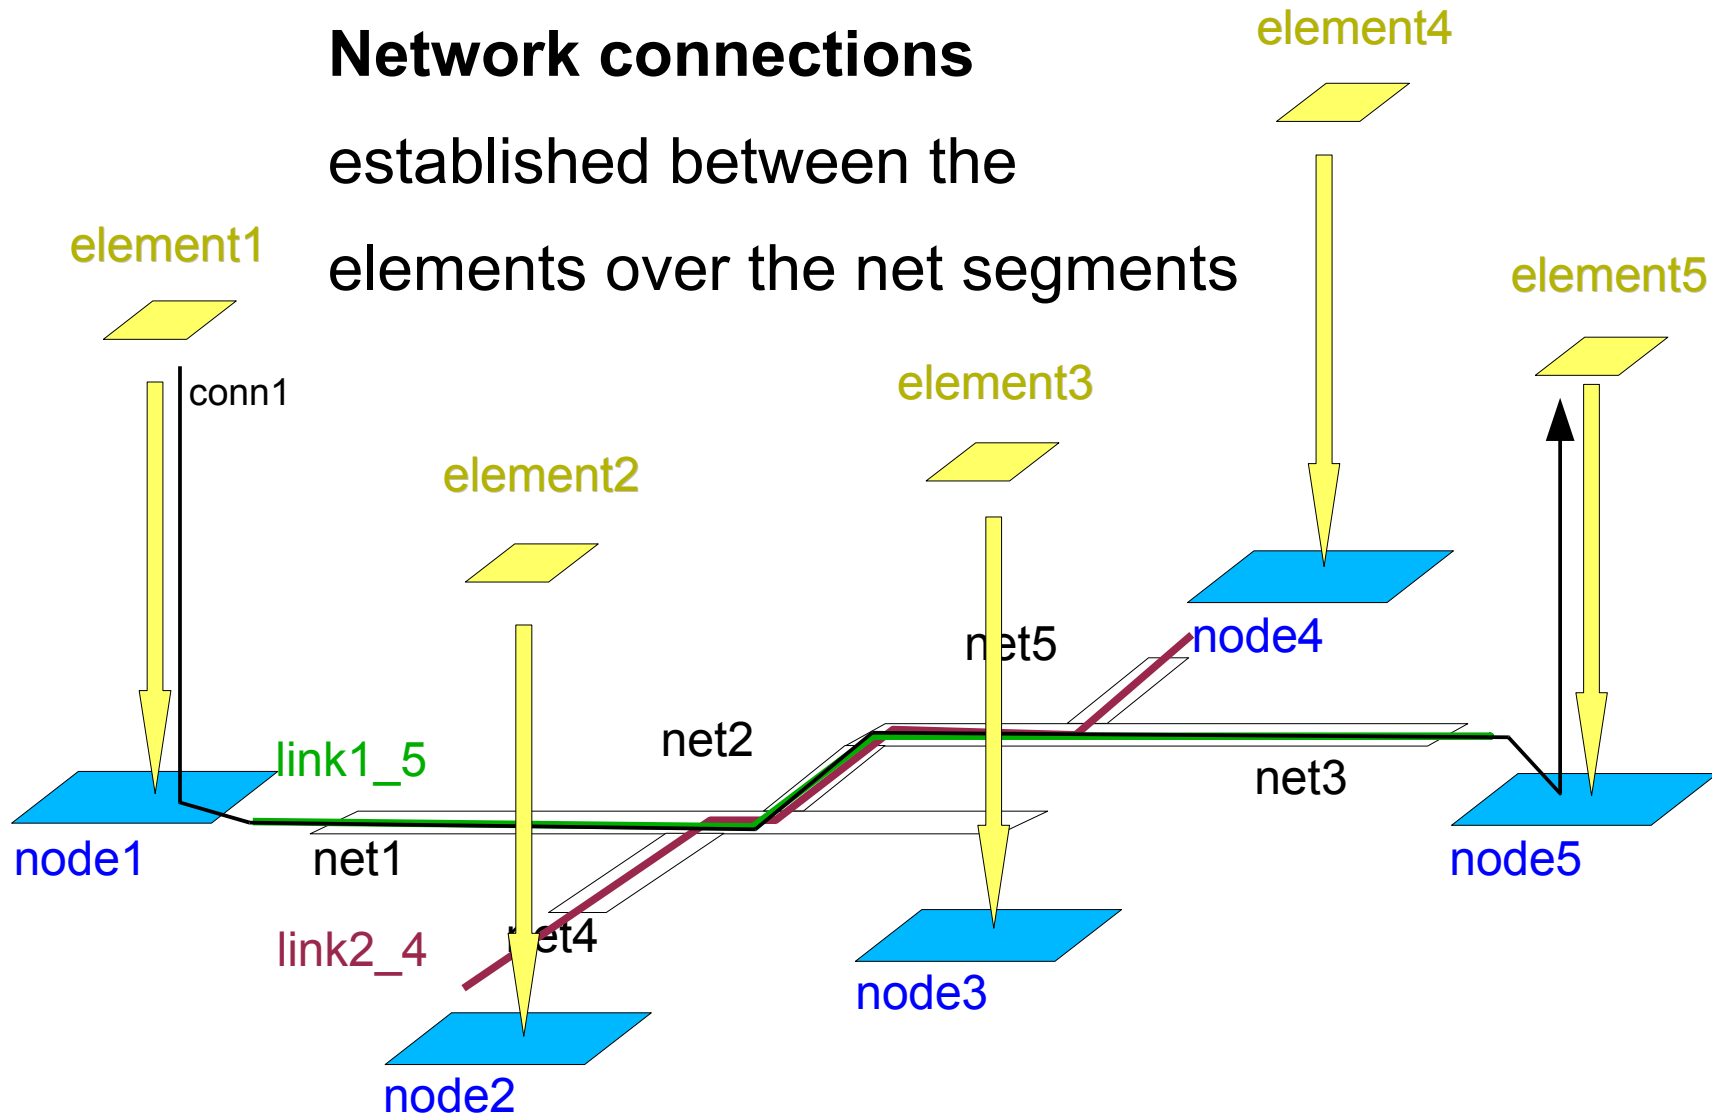 Network connections
established between the
elements over the net segments
element4
element1
element5
conn1
element3
element2
net5
node4
net2
link1_5
net3
node1
net1
node5
link2_4
net4
node3
node2